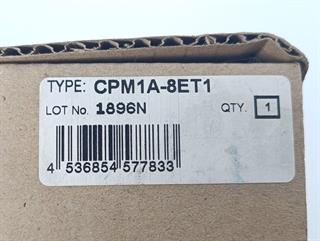 TYPE: CPM1A-8ET1
LOT No. 1896N QTY. 1
4 536854 577833